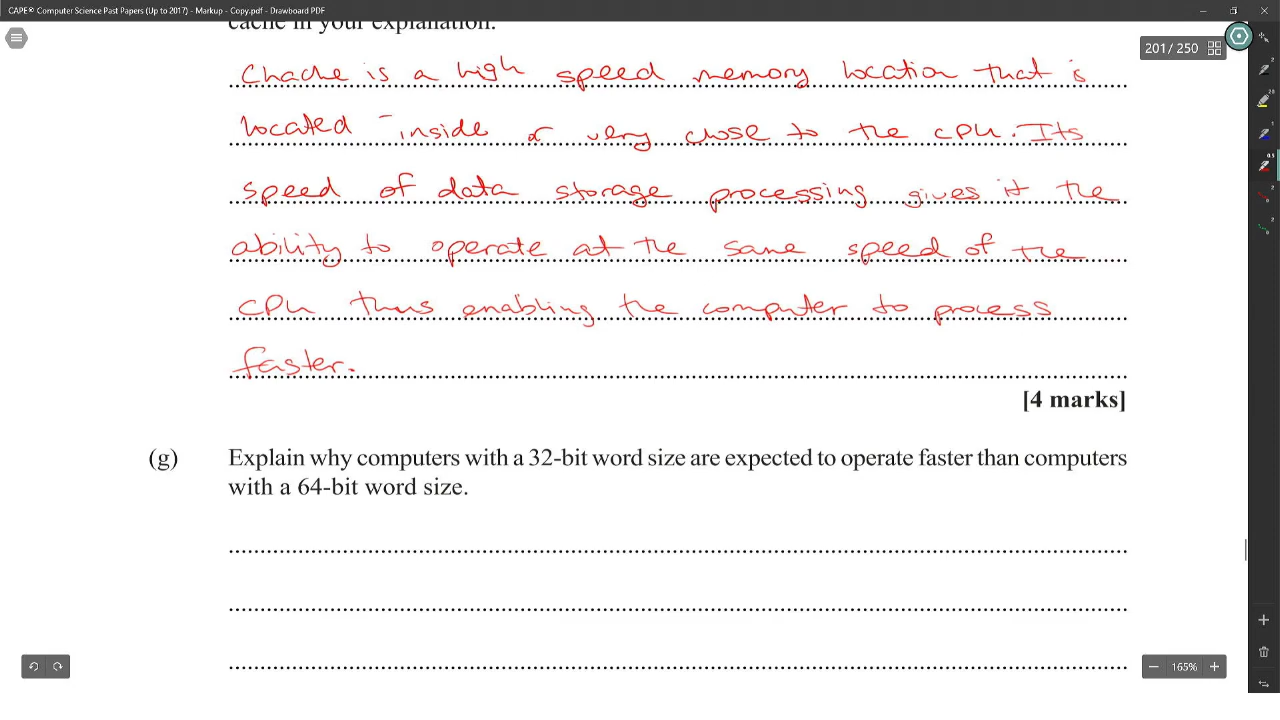 CAPE® Computer Science Past Papers (Up to 2017) - Markup - Copy.pdf - Drawboard PDF
cache in your explanation.
201 / 250
Chache is a high speed memory location that is
located inside or very close to the CPU. Its
speed of data storage processing gives it the
ability to operate at the same speed of the
CPU thus enabling the computer to process
faster.
[4 marks]
(g) Explain why computers with a 32-bit word size are expected to operate faster than computers
with a 64-bit word size.
165%